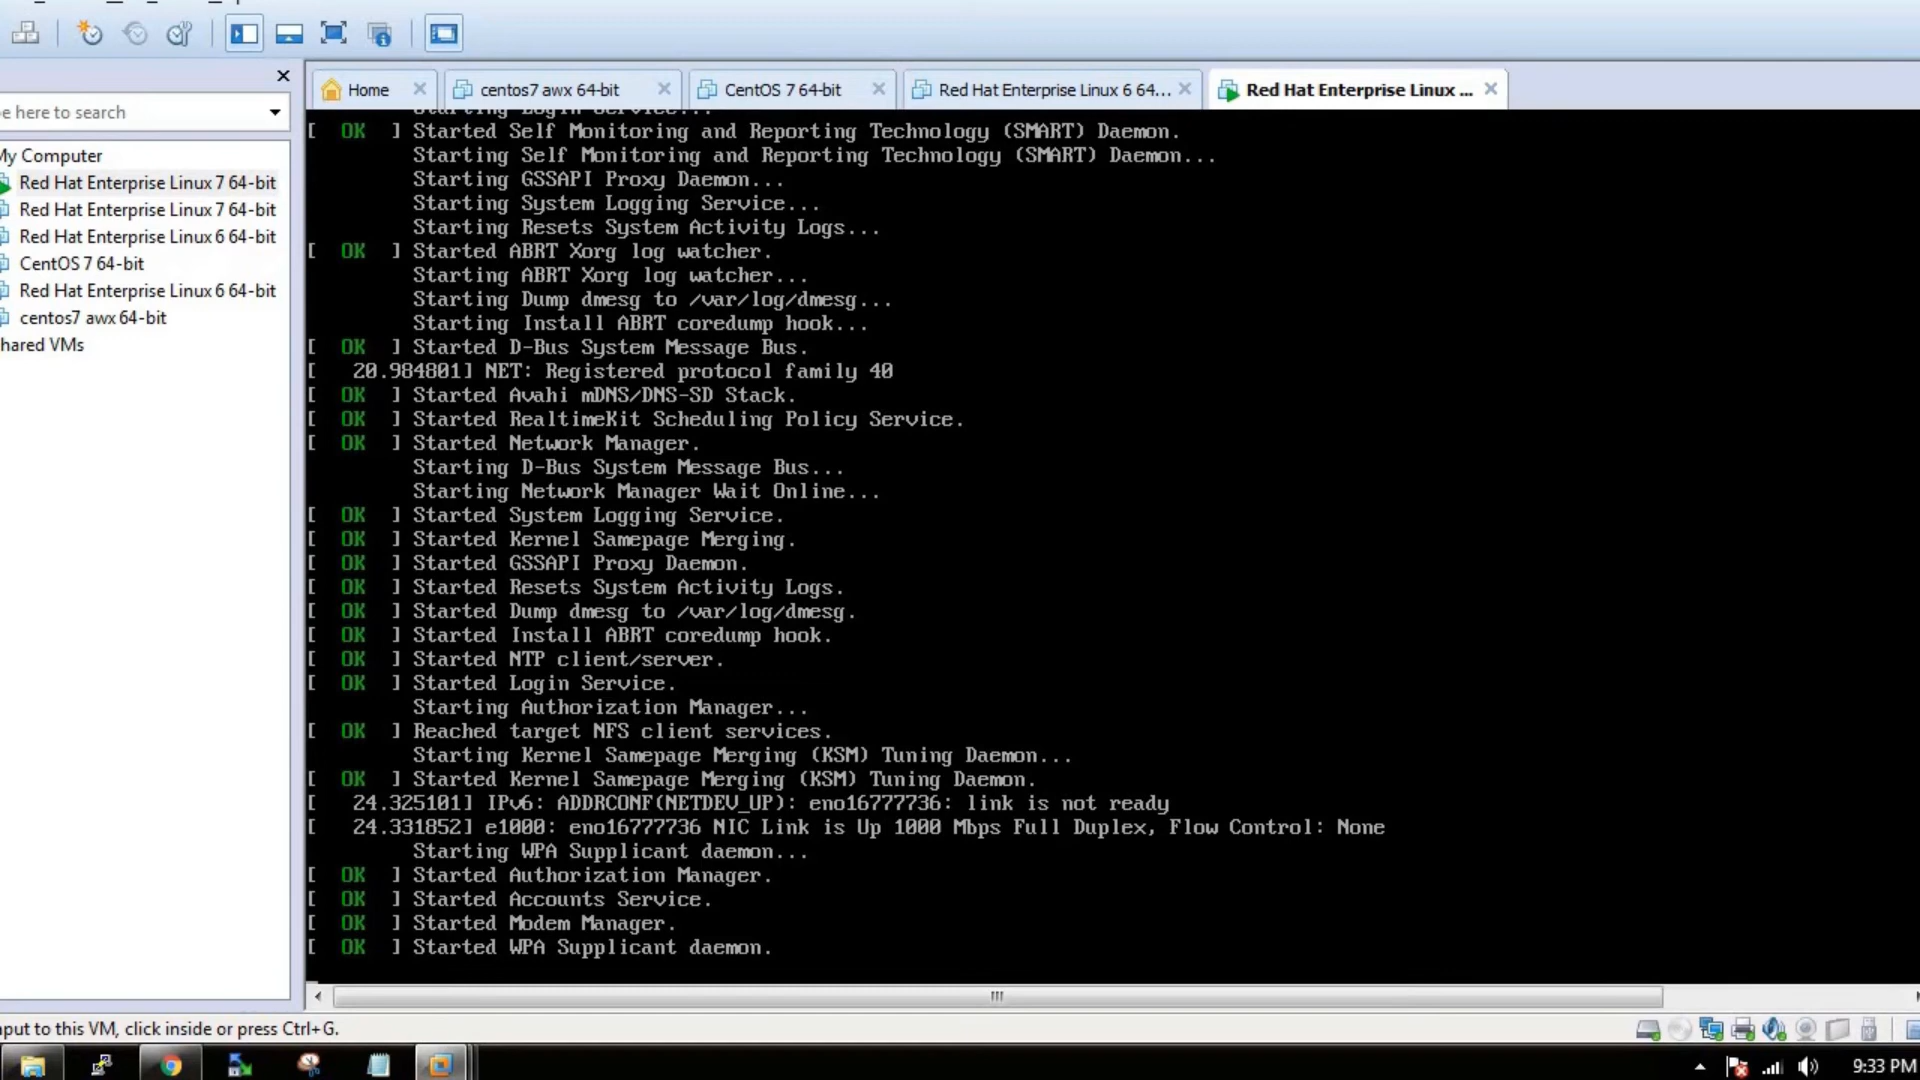 Home
centos7 awx 64-bit
CentOS 7 64-bit
Red Hat Enterprise Linux 6 64...
Red Hat Enterprise Linux ...
e here to search
My Computer
Red Hat Enterprise Linux 7 64-bit
Red Hat Enterprise Linux 7 64-bit
Red Hat Enterprise Linux 6 64-bit
CentOS 7 64-bit
Red Hat Enterprise Linux 6 64-bit
centos7 awx 64-bit
hared VMs
Starting Login Service...
[  OK  ] Started Self Monitoring and Reporting Technology (SMART) Daemon.
Starting Self Monitoring and Reporting Technology (SMART) Daemon...
Starting GSSAPI Proxy Daemon...
Starting System Logging Service...
Starting Resets System Activity Logs...
[  OK  ] Started ABRT Xorg log watcher.
Starting ABRT Xorg log watcher...
Starting Dump dmesg to /var/log/dmesg...
Starting Install ABRT coredump hook...
[  OK  ] Started D-Bus System Message Bus.
[   20.984801] NET: Registered protocol family 40
[  OK  ] Started Avahi mDNS/DNS-SD Stack.
[  OK  ] Started RealtimeKit Scheduling Policy Service.
[  OK  ] Started Network Manager.
Starting D-Bus System Message Bus...
Starting Network Manager Wait Online...
[  OK  ] Started System Logging Service.
[  OK  ] Started Kernel Samepage Merging.
[  OK  ] Started GSSAPI Proxy Daemon.
[  OK  ] Started Resets System Activity Logs.
[  OK  ] Started Dump dmesg to /var/log/dmesg.
[  OK  ] Started Install ABRT coredump hook.
[  OK  ] Started NTP client/server.
[  OK  ] Started Login Service.
Starting Authorization Manager...
[  OK  ] Reached target NFS client services.
Starting Kernel Samepage Merging (KSM) Tuning Daemon...
[  OK  ] Started Kernel Samepage Merging (KSM) Tuning Daemon.
[   24.325101] IPv6: ADDRCONF(NETDEV_UP): eno16777736: link is not ready
[   24.331852] e1000: eno16777736 NIC Link is Up 1000 Mbps Full Duplex, Flow Control: None
Starting WPA Supplicant daemon...
[  OK  ] Started Authorization Manager.
[  OK  ] Started Accounts Service.
[  OK  ] Started Modem Manager.
[  OK  ] Started WPA Supplicant daemon.
nput to this VM, click inside or press Ctrl+G.
9:33 PM